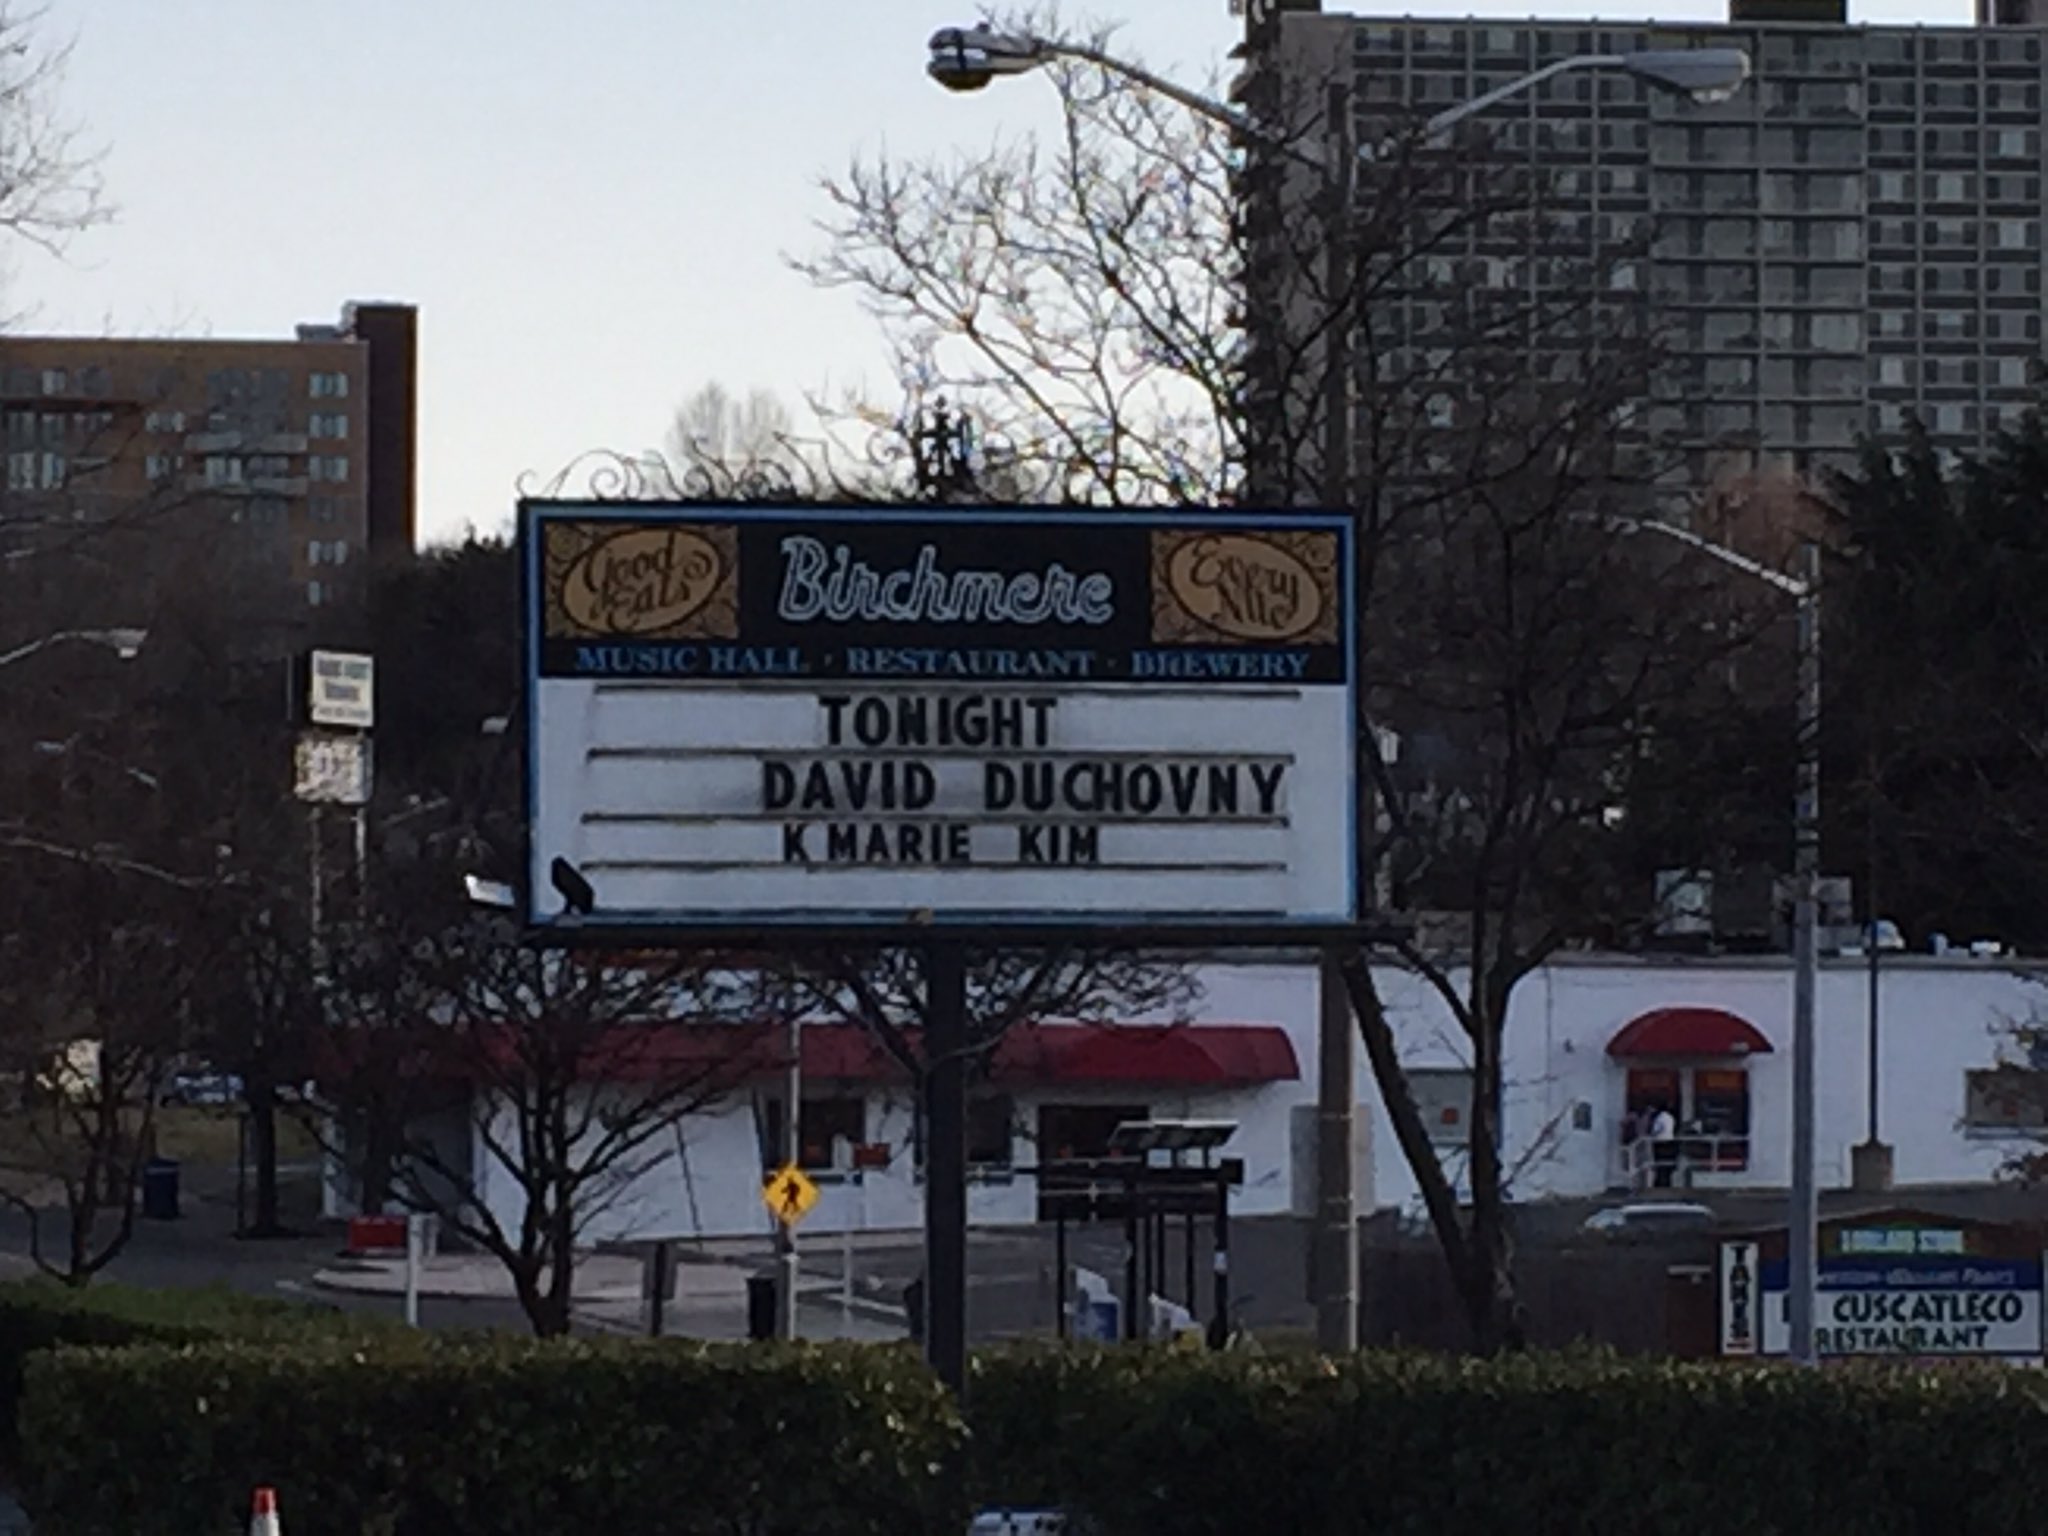 Good Eats
Birchmere
Every Nite
MUSIC HALL · RESTAURANT · BREWERY
TONIGHT
DAVID DUCHOVNY
K MARIE KIM
CUSCATLECO
RESTAURANT